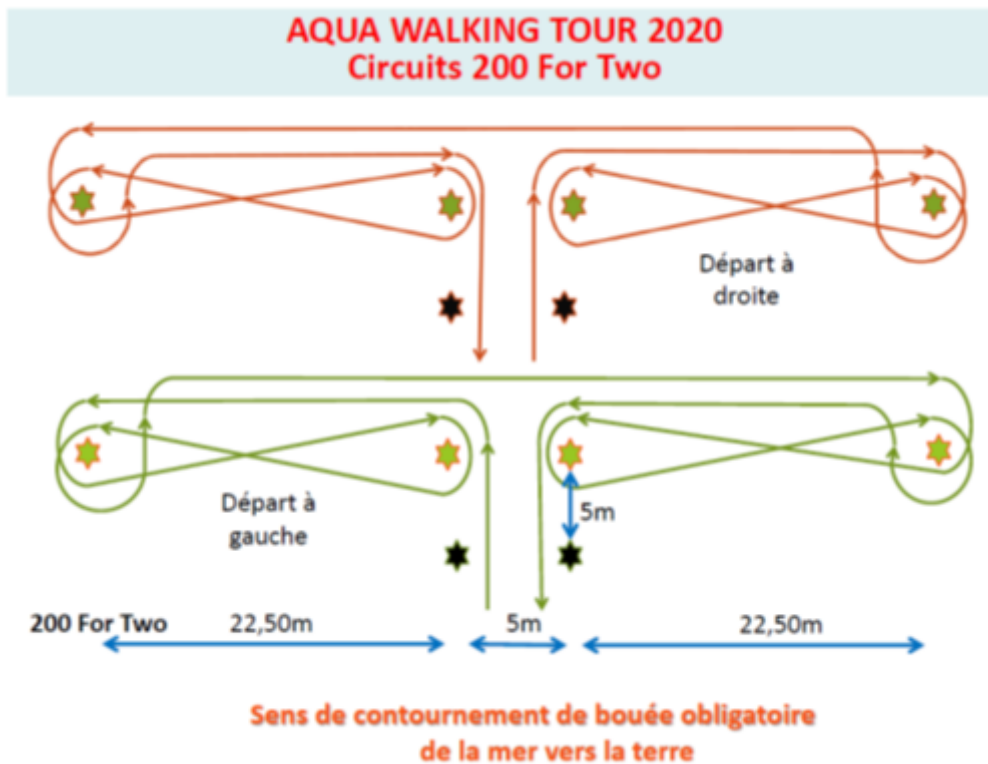 AQUA WALKING TOUR 2020
Circuits 200 For Two
Départ à
droite
Départ à
gauche
5m
200 For Two
22,50m
5m
22,50m
Sens de contournement de bouée obligatoire
de la mer vers la terre